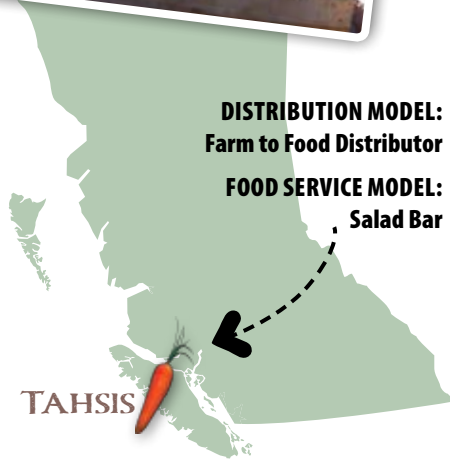 DISTRIBUTION MODEL:
Farm to Food Distributor
FOOD SERVICE MODEL:
Salad Bar
TAHSIS